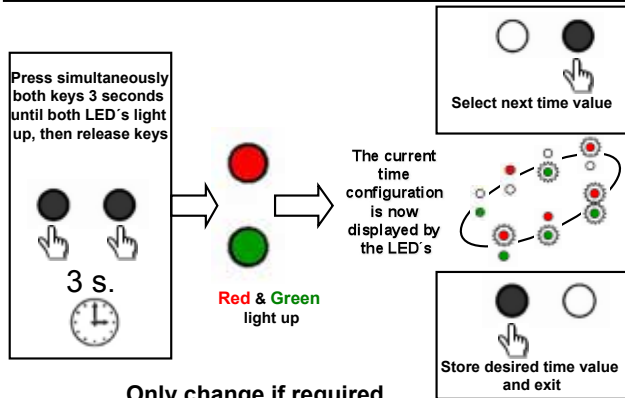 Press simultaneously
both keys 3 seconds
until both LED´s light
up, then release keys
3 s.
Red & Green
light up
The current
time
configuration
is now
displayed by
the LED´s
Select next time value
Store desired time value
and exit
Only change if required